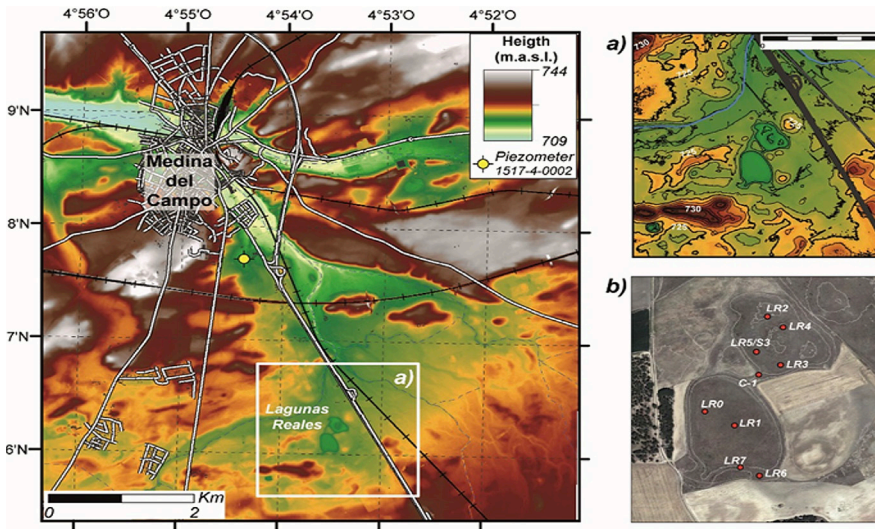 4°56'O
4°55'O
4°54'O
4°53'O
4°52'O
a)
Heigth
(m.a.s.l.)
744
709
Piezometer
1517-4-0002
9'N
Medina
del
Campo
8'N
7'N
6'N
a)
Lagunas
Reales
0
2
Km
730
725
725
730
725
0
b)
LR2
LR4
LR5/S3
LR3
C-1
LR0
LR1
LR7
LR6